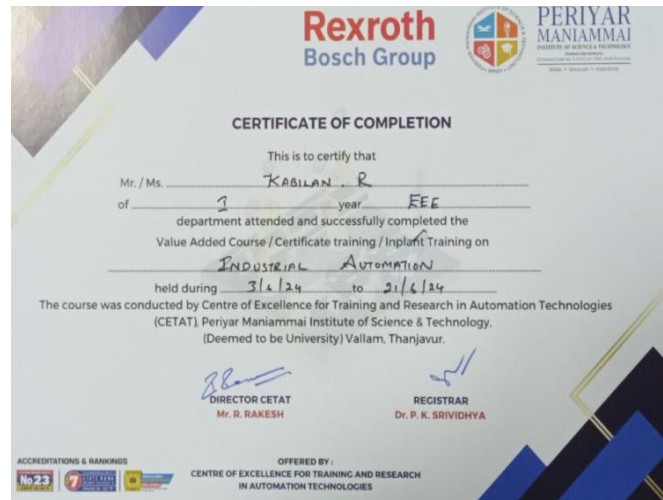 Rexroth
Bosch Group
PERIYAR
MANIAMMAI
INSTITUTE OF SCIENCE & TECHNOLOGY
CERTIFICATE OF COMPLETION
This is to certify that
Mr. / Ms. KABILAN . R
of I year EEE
department attended and successfully completed the
Value Added Course / Certificate training / Inplant Training on
INDUSTRIAL AUTOMATION
held during 3/6/24 to 21/6/24
The course was conducted by Centre of Excellence for Training and Research in Automation Technologies
(CETAT), Periyar Maniammai Institute of Science & Technology,
(Deemed to be University) Vallam, Thanjavur.
DIRECTOR CETAT
Mr. R. RAKESH
REGISTRAR
Dr. P. K. SRIVIDHYA
ACCREDITATIONS & RANKINGS
No 23
7
OFFERED BY :
CENTRE OF EXCELLENCE FOR TRAINING AND RESEARCH
IN AUTOMATION TECHNOLOGIES